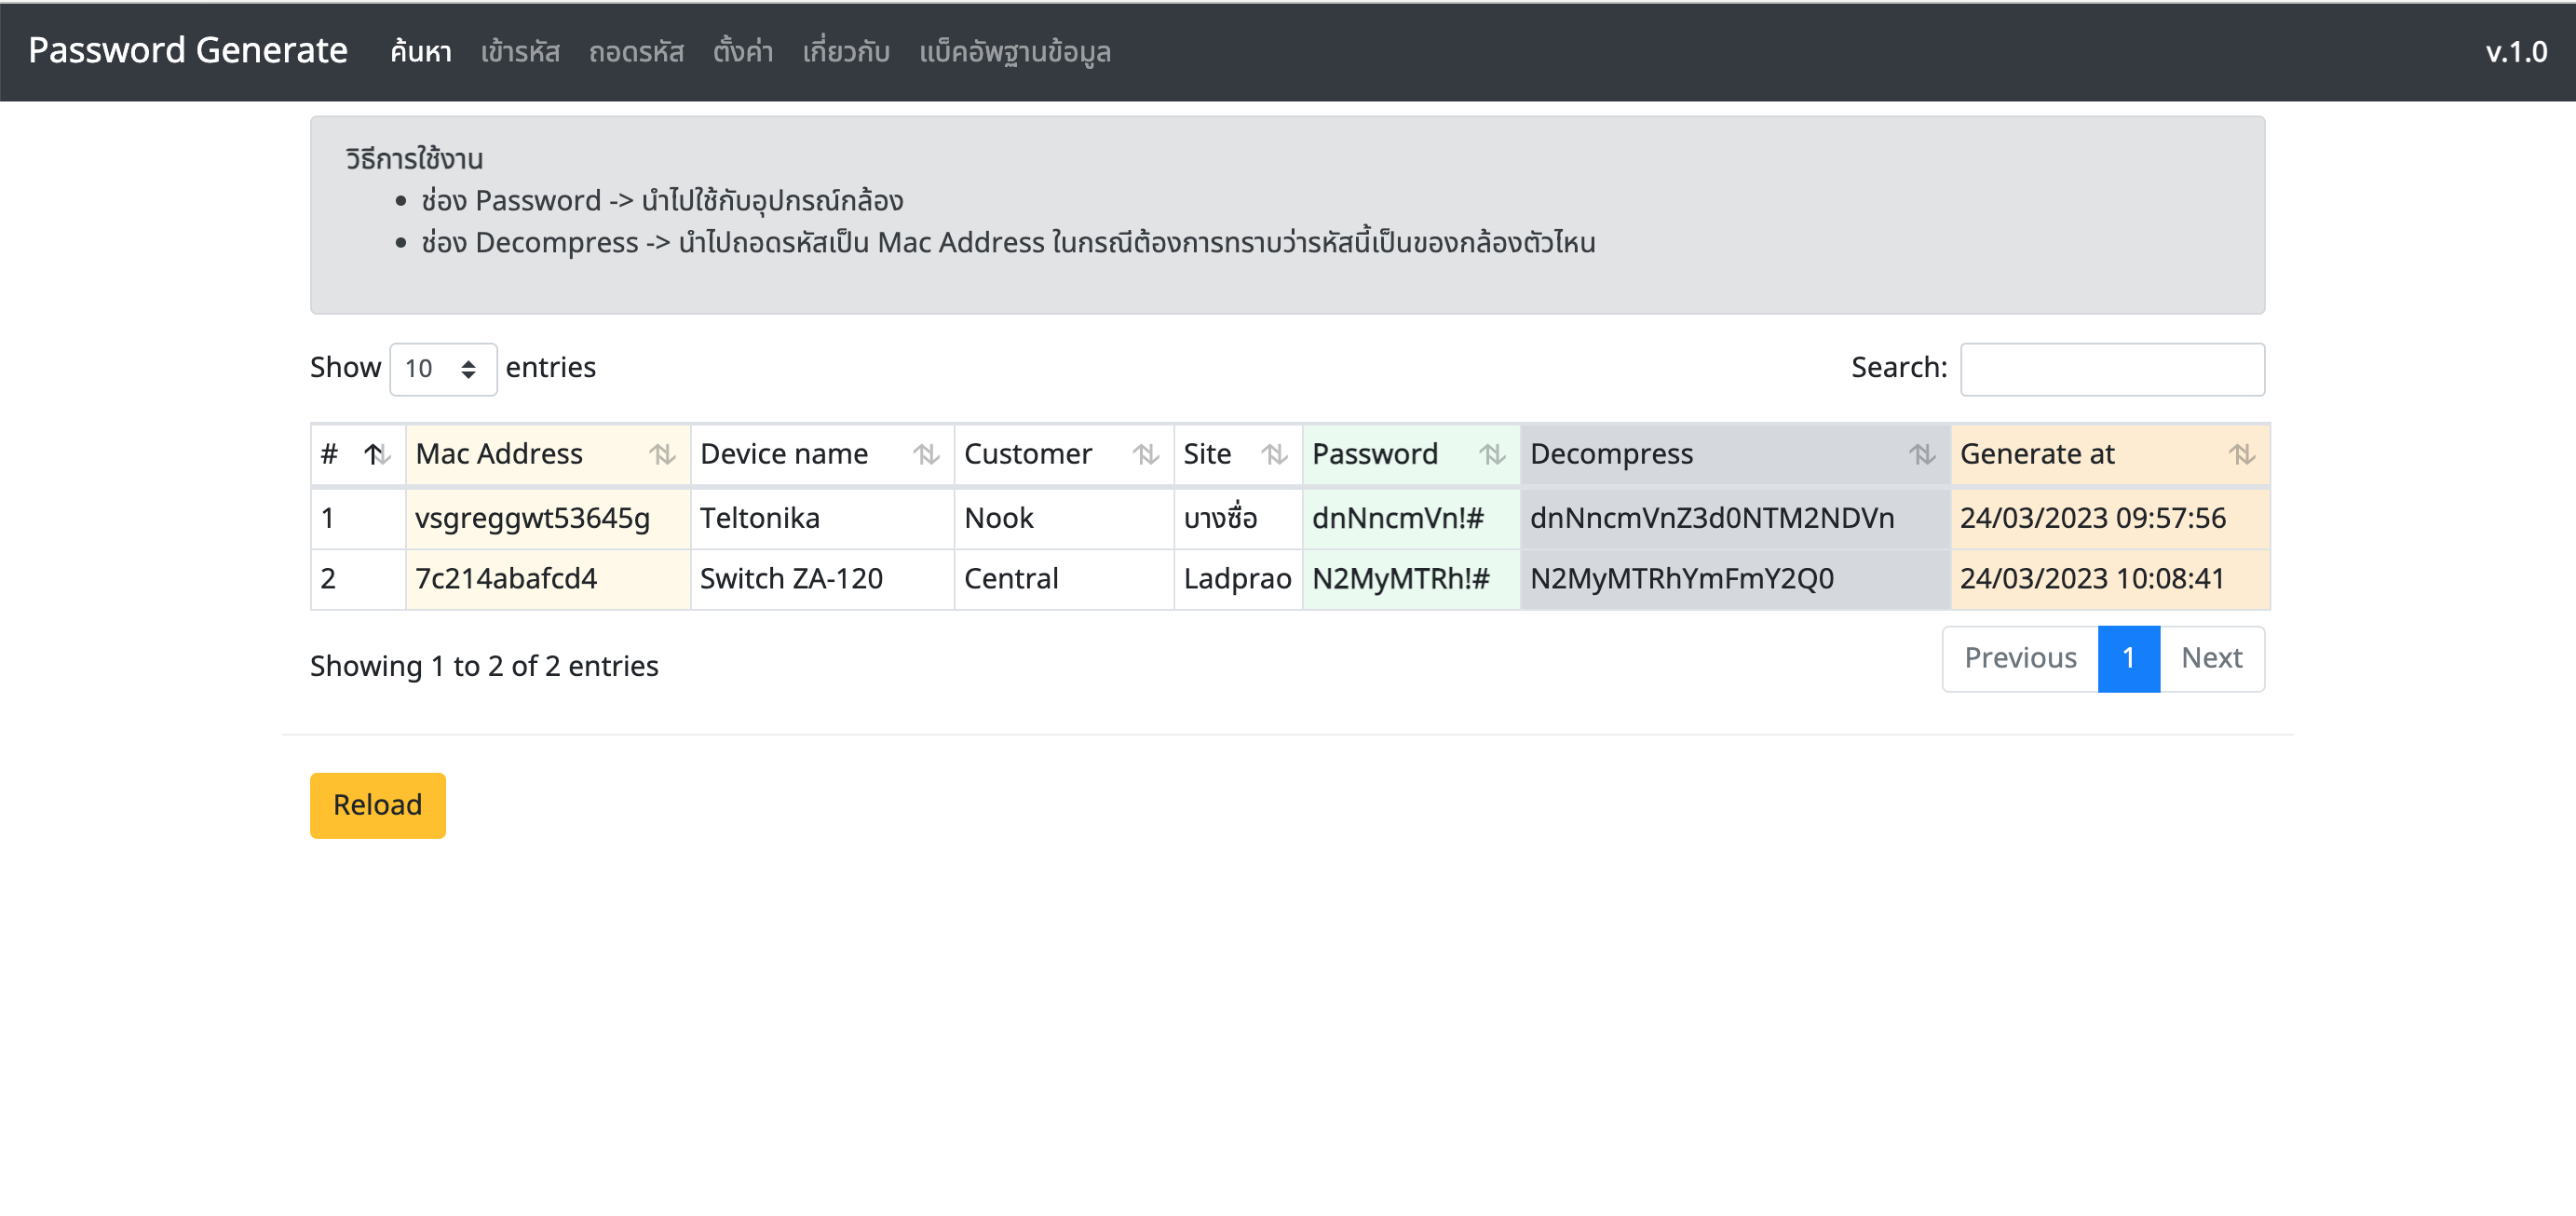 Password Generate ค้นหา เข้ารหัส ถอดรหัส ตั้งค่า เกี่ยวกับ แบ็คอัพฐานข้อมูล v.1.0
วิธีการใช้งาน
• ช่อง Password -> นำไปใช้กับอุปกรณ์กล้อง
• ช่อง Decompress -> นำไปถอดรหัสเป็น Mac Address ในกรณีต้องการทราบว่ารหัสนี้เป็นของกล้องตัวไหน
Show 10 entries Search:
# Mac Address Device name Customer Site Password Decompress Generate at
1 vsgreggwt53645g Teltonika Nook บางซื่อ dnNncmVn!# dnNncmVnZ3d0NTM2NDVn 24/03/2023 09:57:56
2 7c214abafcd4 Switch ZA-120 Central Ladprao N2MyMTRh!# N2MyMTRhYmFmY2Q0 24/03/2023 10:08:41
Showing 1 to 2 of 2 entries Previous 1 Next
Reload